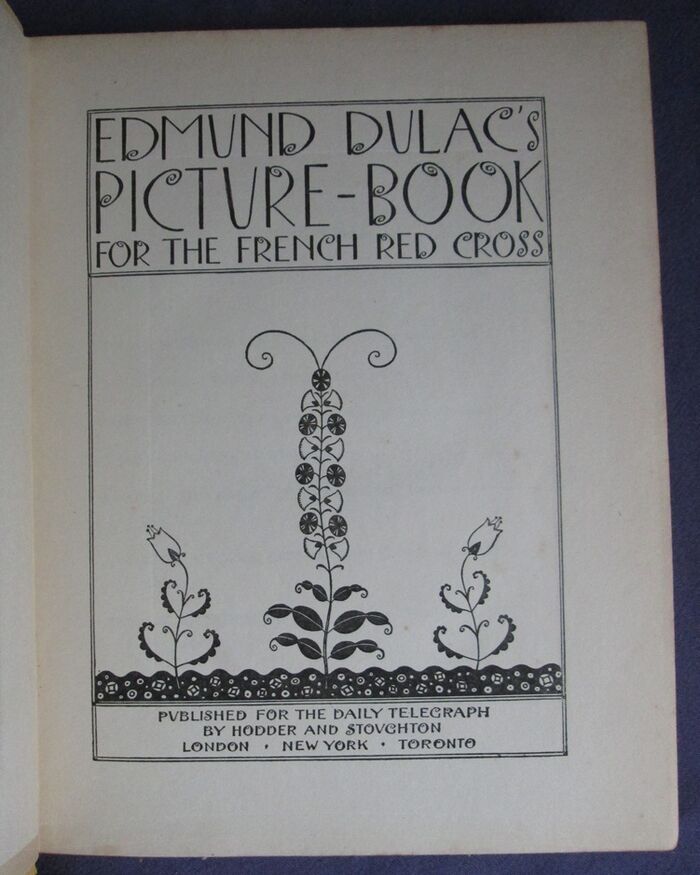 EDMUND DULAC'S
PICTURE-BOOK
FOR THE FRENCH RED CROSS
PVBLISHED FOR THE DAILY TELEGRAPH
BY HODDER AND STOVGHTON
LONDON · NEW YORK · TORONTO